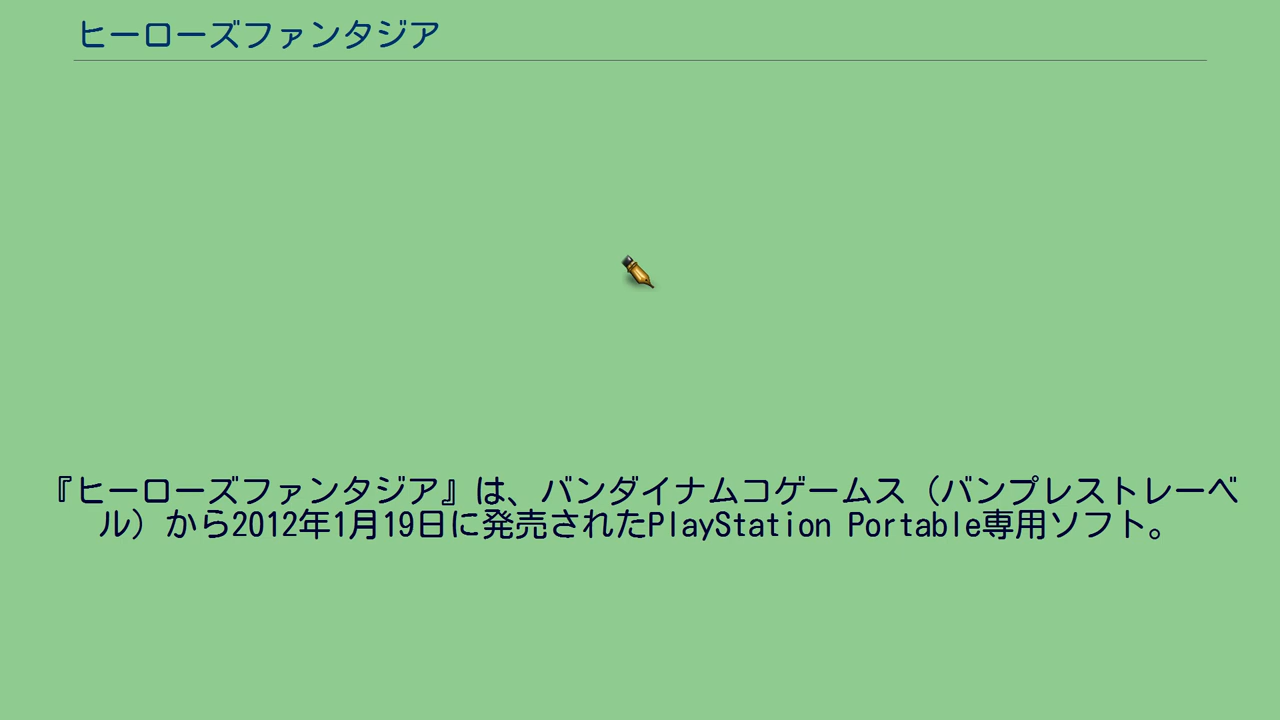 ヒーローズファンタジア
『ヒーローズファンタジア』は、バンダイナムコゲームス（バンプレストレーベ
ル）から2012年1月19日に発売されたPlayStation Portable専用ソフト。